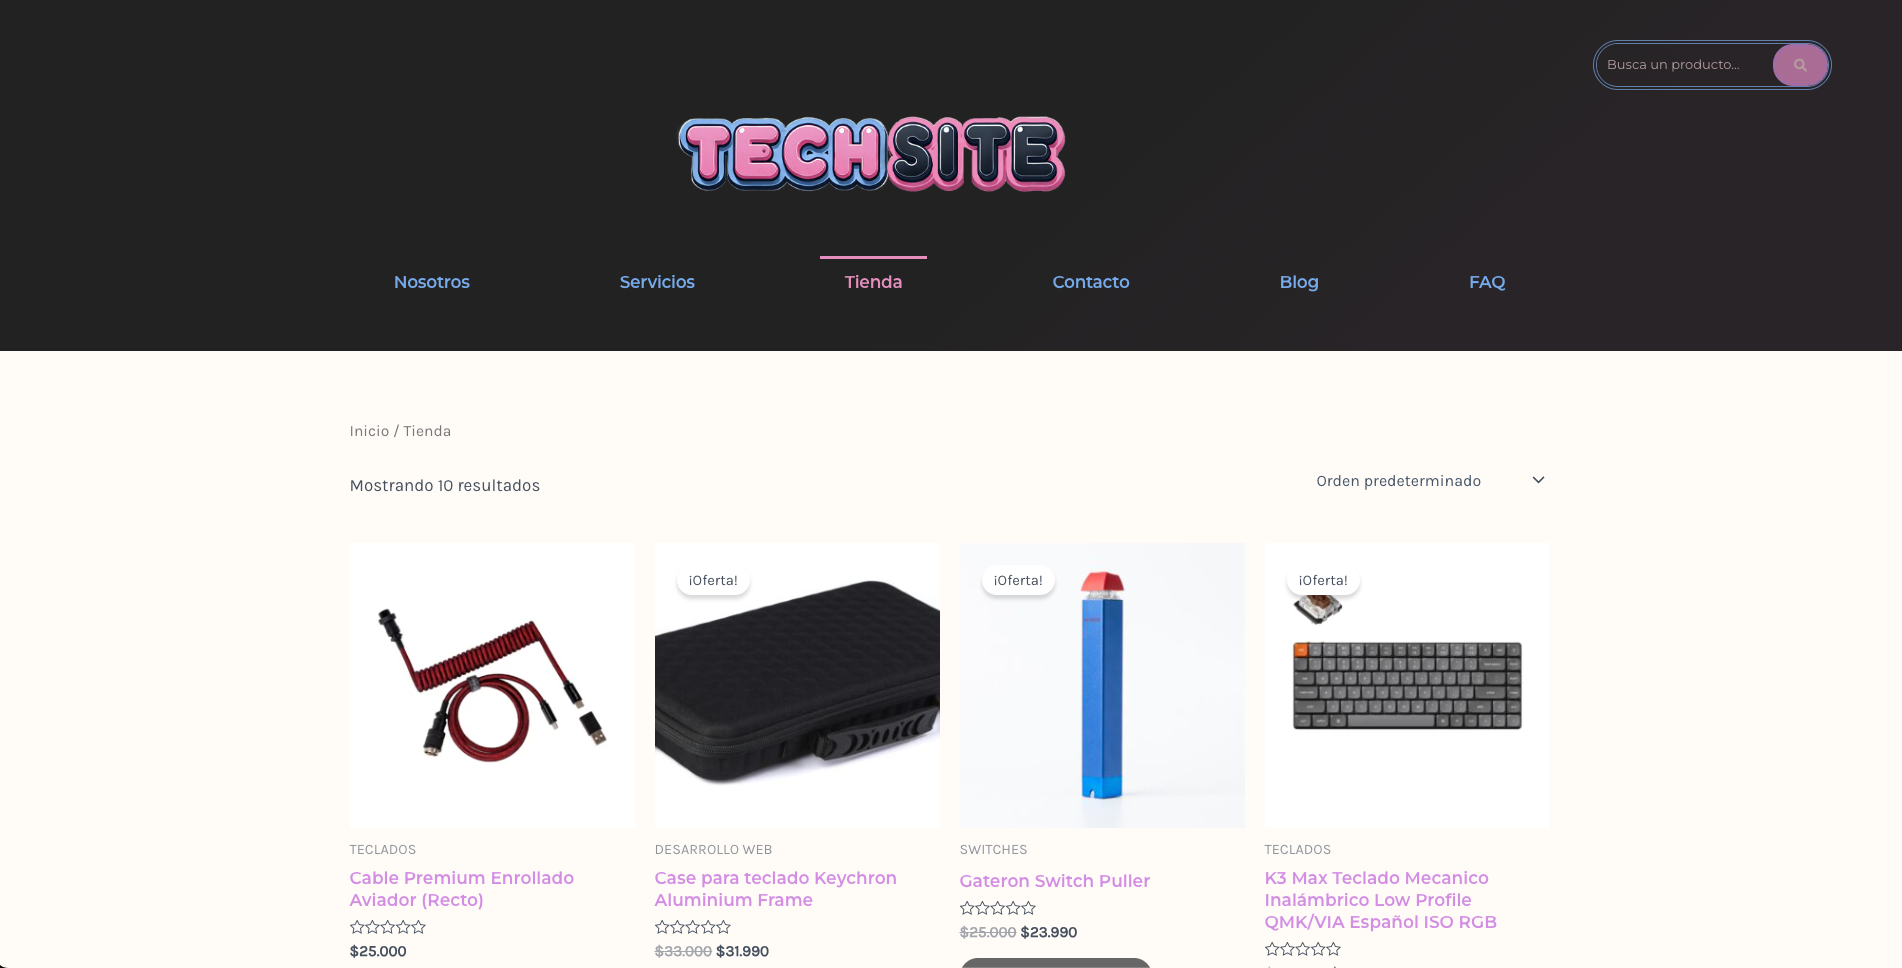 Busca un producto...
TECHSITE
Nosotros
Servicios
Tienda
Contacto
Blog
FAQ
Inicio / Tienda
Mostrando 10 resultados
Orden predeterminado
¡Oferta!
¡Oferta!
¡Oferta!
TECLADOS
Cable Premium Enrollado
Aviador (Recto)
$25.000
DESARROLLO WEB
Case para teclado Keychron
Aluminium Frame
$33.000 $31.990
SWITCHES
Gateron Switch Puller
$25.000 $23.990
TECLADOS
K3 Max Teclado Mecanico
Inalámbrico Low Profile
QMK/VIA Español ISO RGB